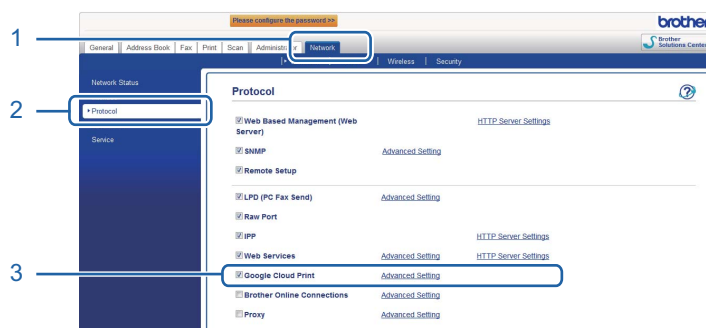 Please configure the password >>
brother
1
General Address Book Fax Print Scan Administrator Network
Brother
Solutions Center
Wireless | Security
Network Status
Protocol
2
Protocol
Web Based Management (Web HTTP Server Settings
Server)
Service
SNMP Advanced Setting
Remote Setup
LPD (PC Fax Send) Advanced Setting
Raw Port
IPP HTTP Server Settings
Web Services Advanced Setting HTTP Server Settings
3
Google Cloud Print Advanced Setting
Brother Online Connections Advanced Setting
Proxy Advanced Setting